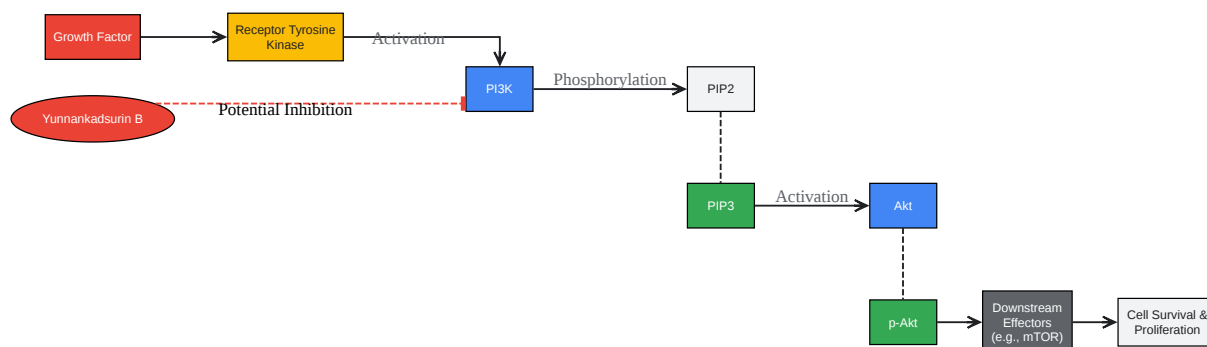 Growth Factor
Receptor Tyrosine
Kinase
Activation
PI3K
Phosphorylation
PIP2
Yunnankadsurin B
Potential Inhibition
PIP3
Activation
Akt
p-Akt
Downstream
Effectors
(e.g., mTOR)
Cell Survival &
Proliferation